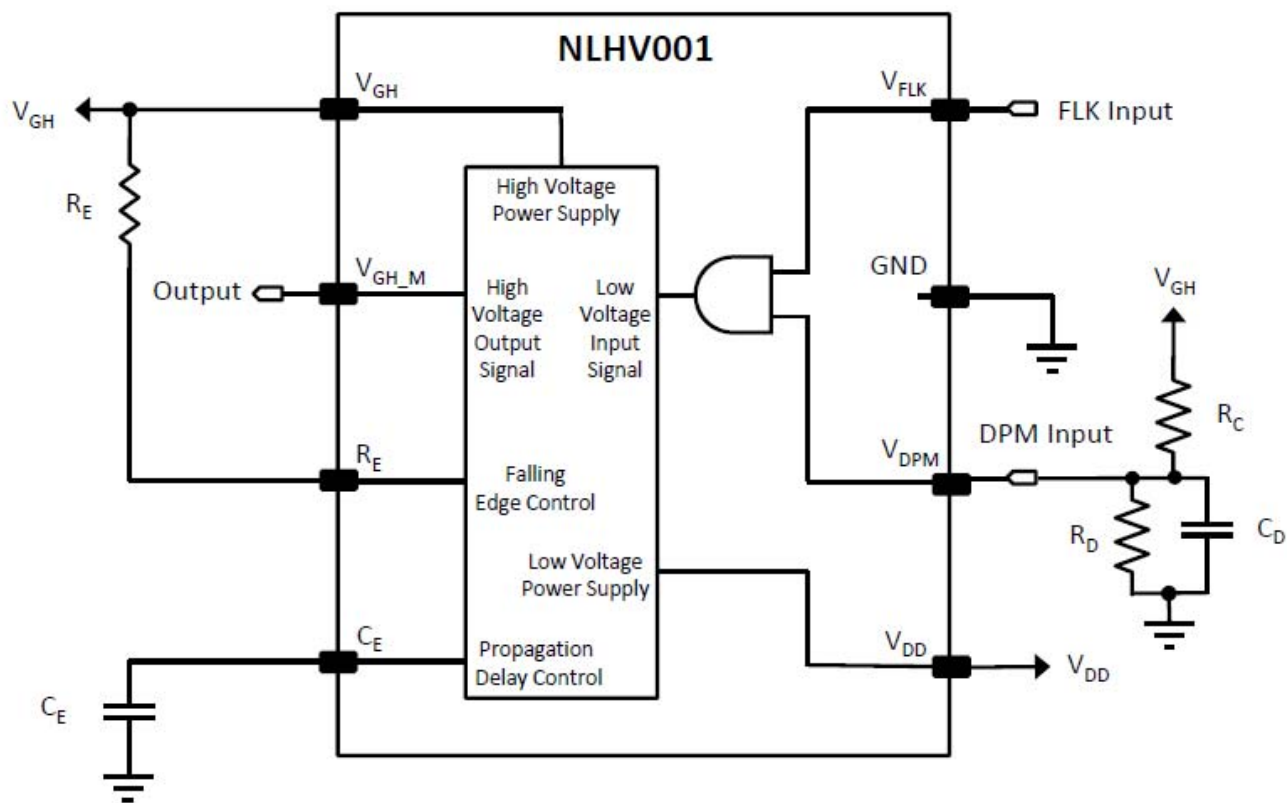 NLHV001
V_GH
V_GH
V_FLK
FLK Input
R_E
High Voltage
Power Supply
Output
V_GH_M
High
Voltage
Output
Signal
Low
Voltage
Input
Signal
GND
V_GH
R_C
R_E
Falling
Edge Control
V_DPM
DPM Input
R_D
C_D
Low Voltage
Power Supply
C_E
Propagation
Delay Control
V_DD
V_DD
C_E